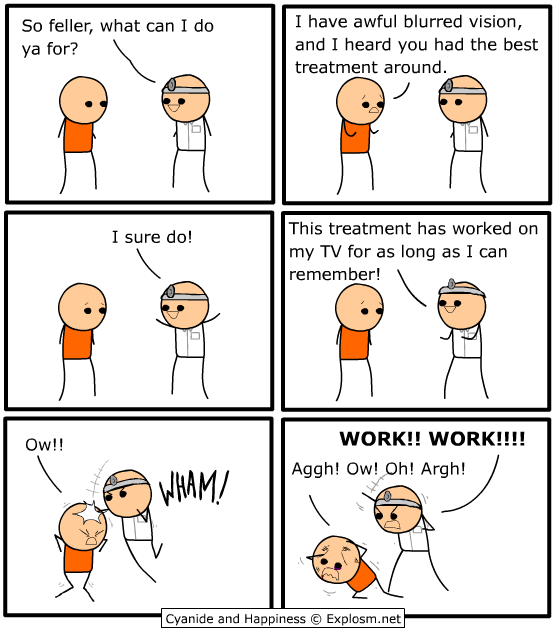 So feller, what can I do
ya for?
I have awful blurred vision,
and I heard you had the best
treatment around.
I sure do!
This treatment has worked on
my TV for as long as I can
remember!
Ow!!
WHAM!
WORK!! WORK!!!!
Aggh! Ow! Oh! Argh!
Cyanide and Happiness © Explosm.net